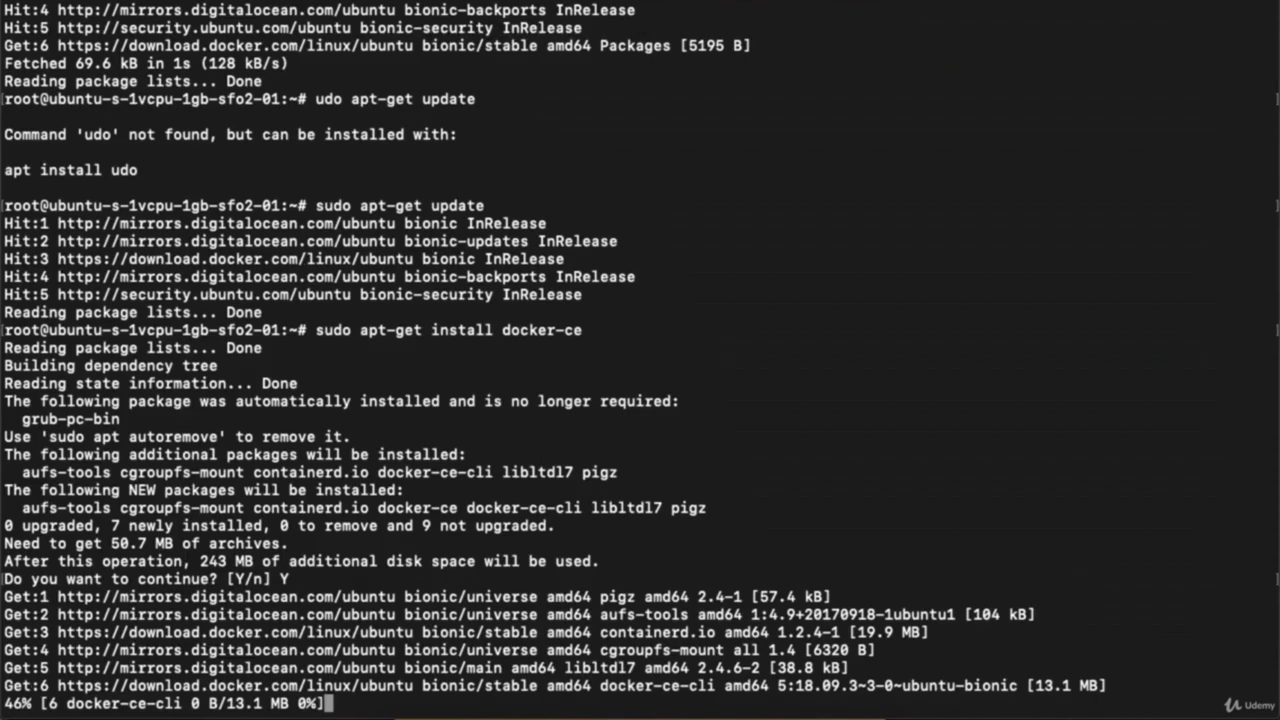 Hit:4 http://mirrors.digitalocean.com/ubuntu bionic-backports InRelease
Hit:5 http://security.ubuntu.com/ubuntu bionic-security InRelease
Get:6 https://download.docker.com/linux/ubuntu bionic/stable amd64 Packages [5195 B]
Fetched 69.6 kB in 1s (128 kB/s)
Reading package lists... Done
[root@ubuntu-s-1vcpu-1gb-sfo2-01:~# udo apt-get update
Command 'udo' not found, but can be installed with:
apt install udo
[root@ubuntu-s-1vcpu-1gb-sfo2-01:~# sudo apt-get update
Hit:1 http://mirrors.digitalocean.com/ubuntu bionic InRelease
Hit:2 http://mirrors.digitalocean.com/ubuntu bionic-updates InRelease
Hit:3 https://download.docker.com/linux/ubuntu bionic InRelease
Hit:4 http://mirrors.digitalocean.com/ubuntu bionic-backports InRelease
Hit:5 http://security.ubuntu.com/ubuntu bionic-security InRelease
Reading package lists... Done
[root@ubuntu-s-1vcpu-1gb-sfo2-01:~# sudo apt-get install docker-ce
Reading package lists... Done
Building dependency tree
Reading state information... Done
The following package was automatically installed and is no longer required:
grub-pc-bin
Use 'sudo apt autoremove' to remove it.
The following additional packages will be installed:
aufs-tools cgroupfs-mount containerd.io docker-ce-cli libltdl7 pigz
The following NEW packages will be installed:
aufs-tools cgroupfs-mount containerd.io docker-ce docker-ce-cli libltdl7 pigz
0 upgraded, 7 newly installed, 0 to remove and 9 not upgraded.
Need to get 50.7 MB of archives.
After this operation, 243 MB of additional disk space will be used.
Do you want to continue? [Y/n] Y
Get:1 http://mirrors.digitalocean.com/ubuntu bionic/universe amd64 pigz amd64 2.4-1 [57.4 kB]
Get:2 http://mirrors.digitalocean.com/ubuntu bionic/universe amd64 aufs-tools amd64 1:4.9+20170918-1ubuntu1 [104 kB]
Get:3 https://download.docker.com/linux/ubuntu bionic/stable amd64 containerd.io amd64 1.2.4-1 [19.9 MB]
Get:4 http://mirrors.digitalocean.com/ubuntu bionic/universe amd64 cgroupfs-mount all 1.4 [6320 B]
Get:5 http://mirrors.digitalocean.com/ubuntu bionic/main amd64 libltdl7 amd64 2.4.6-2 [38.8 kB]
Get:6 https://download.docker.com/linux/ubuntu bionic/stable amd64 docker-ce-cli amd64 5:18.09.3~3-0~ubuntu-bionic [13.1 MB]
46% [6 docker-ce-cli 0 B/13.1 MB 0%]
Udemy